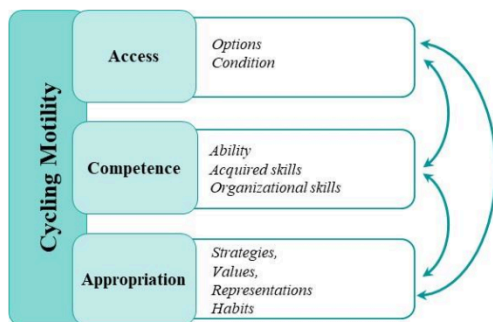 Cycling Motility
Access
Options
Condition
Competence
Ability
Acquired skills
Organizational skills
Appropriation
Strategies,
Values,
Representations
Habits